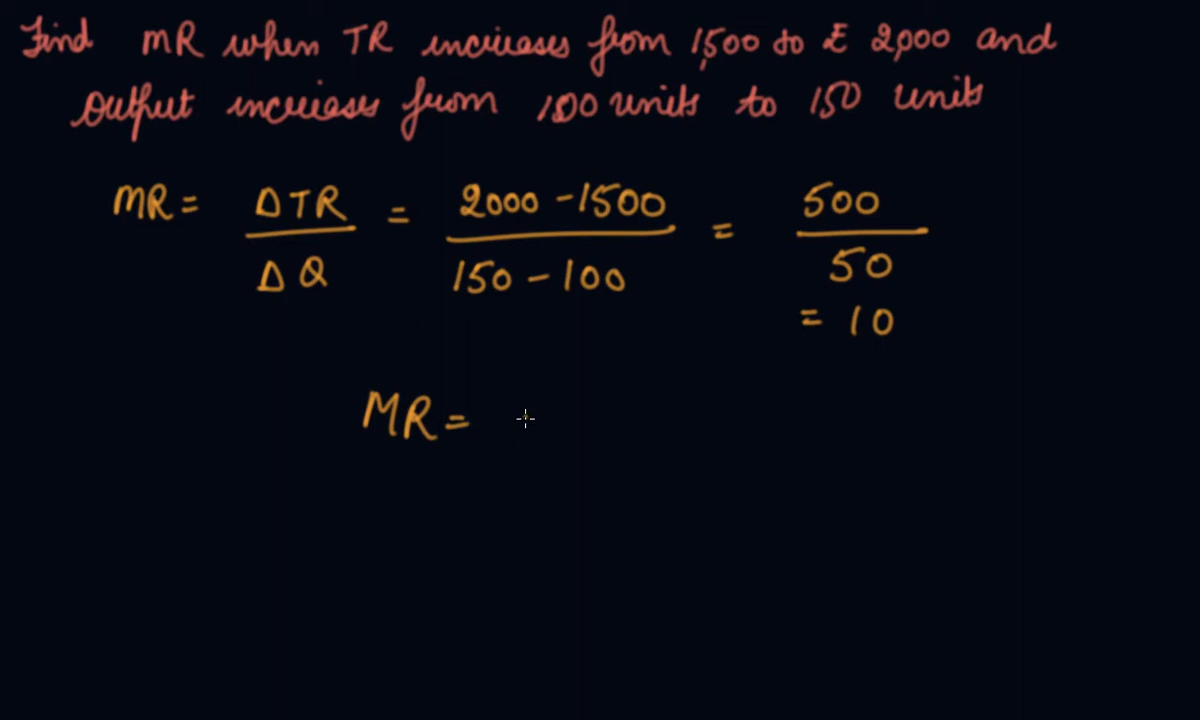 Find MR when TR increases from 1,500 to £ 2,000 and
Output increases from 100 units to 150 units
MR = ΔTR / ΔQ = 2000 - 1500 / 150 - 100 = 500 / 50
= 10
MR =